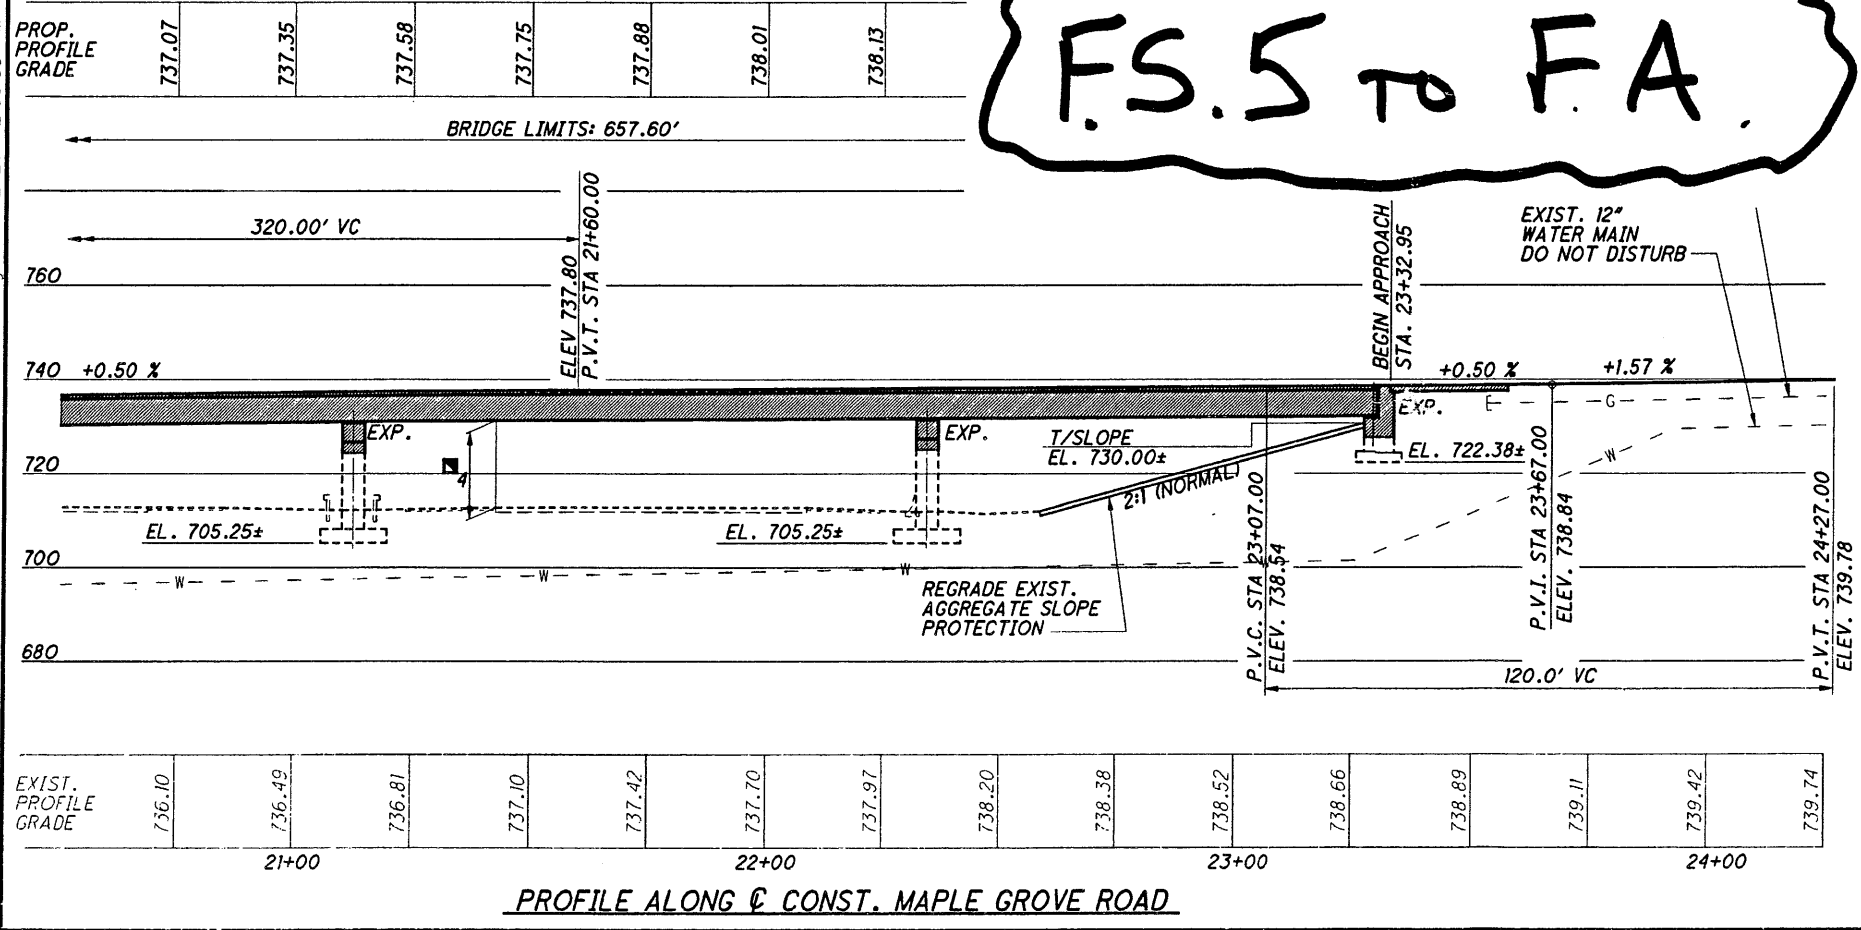 PROP.
PROFILE
GRADE
737.07
737.35
737.58
737.75
737.88
738.01
738.13
F.S.5 TO F.A.
BRIDGE LIMITS: 657.60'
320.00' VC
ELEV 737.80
P.V.T. STA 21+60.00
BEGIN APPROACH
STA. 23+32.95
EXIST. 12"
WATER MAIN
DO NOT DISTURB
760
740
+0.50 %
+0.50 %
+1.57 %
EXP.
EXP.
EXP.
E
G
T/SLOPE
EL. 730.00±
EL. 722.38±
720
4
2:1 (NORMAL)
W
EL. 705.25±
EL. 705.25±
700
W
W
W
W
REGRADE EXIST.
AGGREGATE SLOPE
PROTECTION
P.V.C. STA 23+07.00
ELEV. 738.54
P.V.I. STA 23+67.00
ELEV. 738.84
P.V.T. STA 24+27.00
ELEV. 739.78
680
120.0' VC
EXIST.
PROFILE
GRADE
736.10
736.49
736.81
737.10
737.42
737.70
737.97
738.20
738.38
738.52
738.66
738.89
739.11
739.42
739.74
21+00
22+00
23+00
24+00
PROFILE ALONG ℄ CONST. MAPLE GROVE ROAD